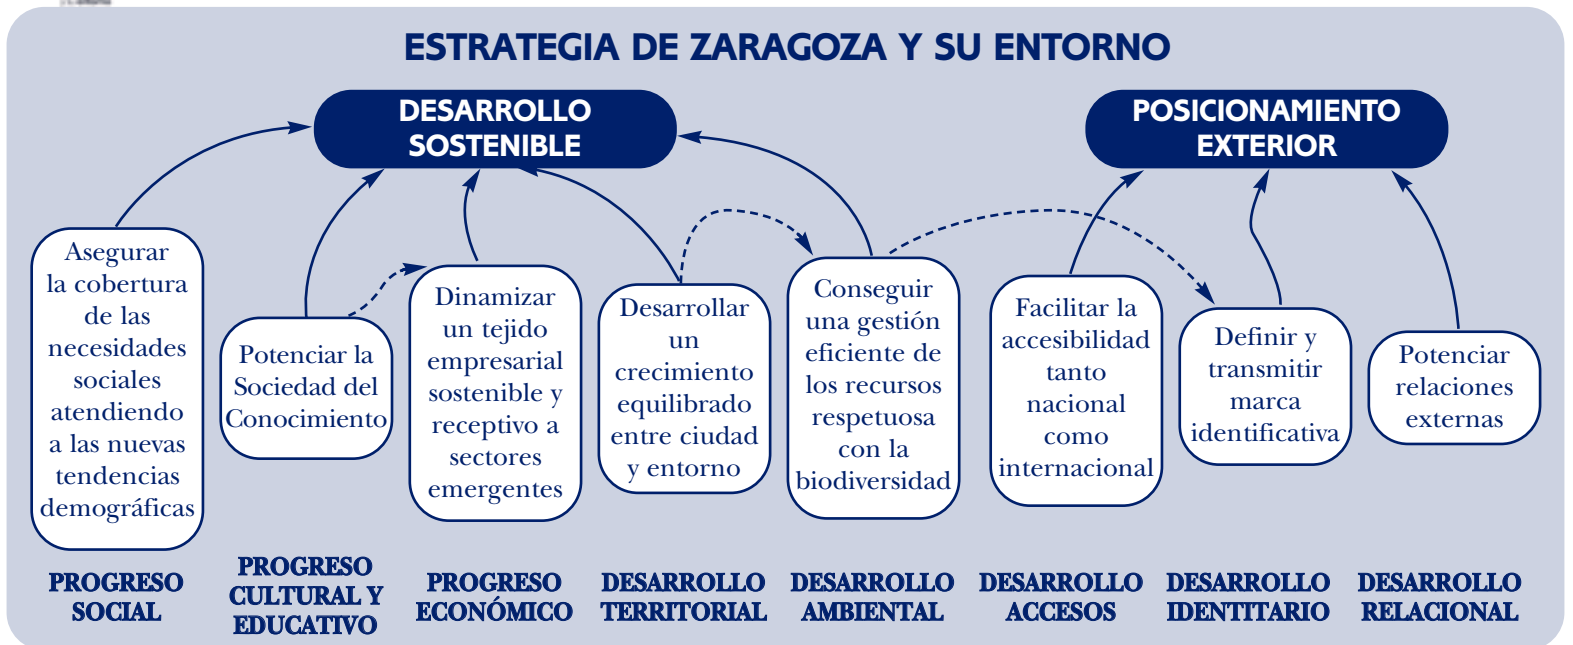 ESTRATEGIA DE ZARAGOZA Y SU ENTORNO
DESARROLLO
SOSTENIBLE
POSICIONAMIENTO
EXTERIOR
Asegurar
la cobertura
de las
necesidades
sociales
atendiendo
a las nuevas
tendencias
demográficas
Potenciar la
Sociedad del
Conocimiento
Dinamizar
un tejido
empresarial
sostenible y
receptivo a
sectores
emergentes
Desarrollar
un
crecimiento
equilibrado
entre ciudad
y entorno
Conseguir
una gestión
eficiente de
los recursos
respetuosa
con la
biodiversidad
Facilitar la
accesibilidad
tanto
nacional
como
internacional
Definir y
transmitir
marca
identificativa
Potenciar
relaciones
externas
PROGRESO
SOCIAL
PROGRESO
CULTURAL Y
EDUCATIVO
PROGRESO
ECONÓMICO
DESARROLLO
TERRITORIAL
DESARROLLO
AMBIENTAL
DESARROLLO
ACCESOS
DESARROLLO
IDENTITARIO
DESARROLLO
RELACIONAL